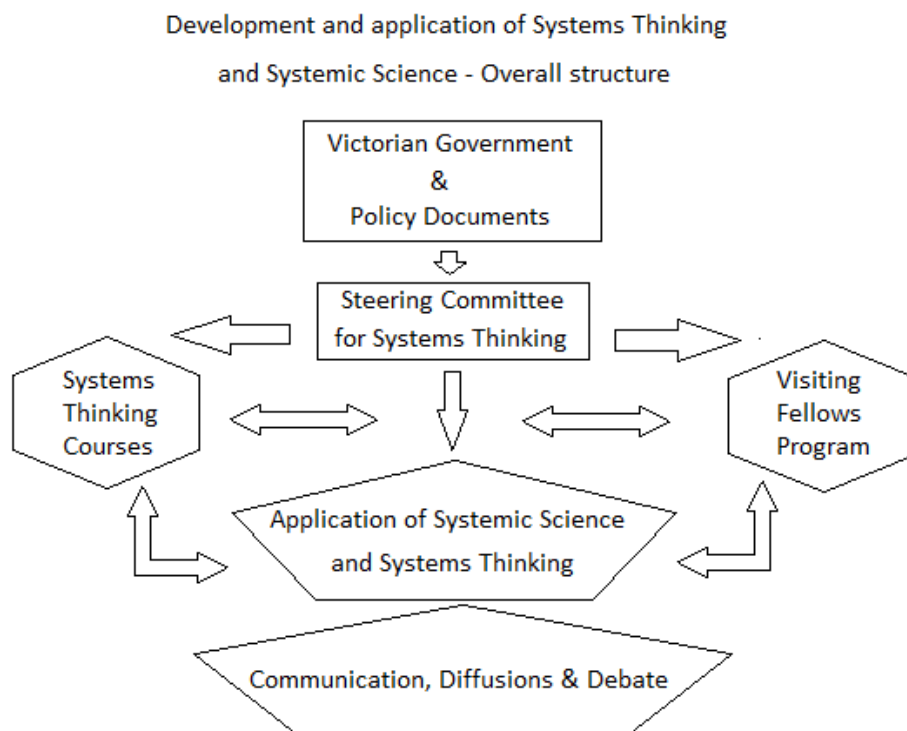 Development and application of Systems Thinking
and Systemic Science - Overall structure
Victorian Government
&
Policy Documents
Steering Committee
for Systems Thinking
Systems
Thinking
Courses
Visiting
Fellows
Program
Application of Systemic Science
and Systems Thinking
Communication, Diffusions & Debate